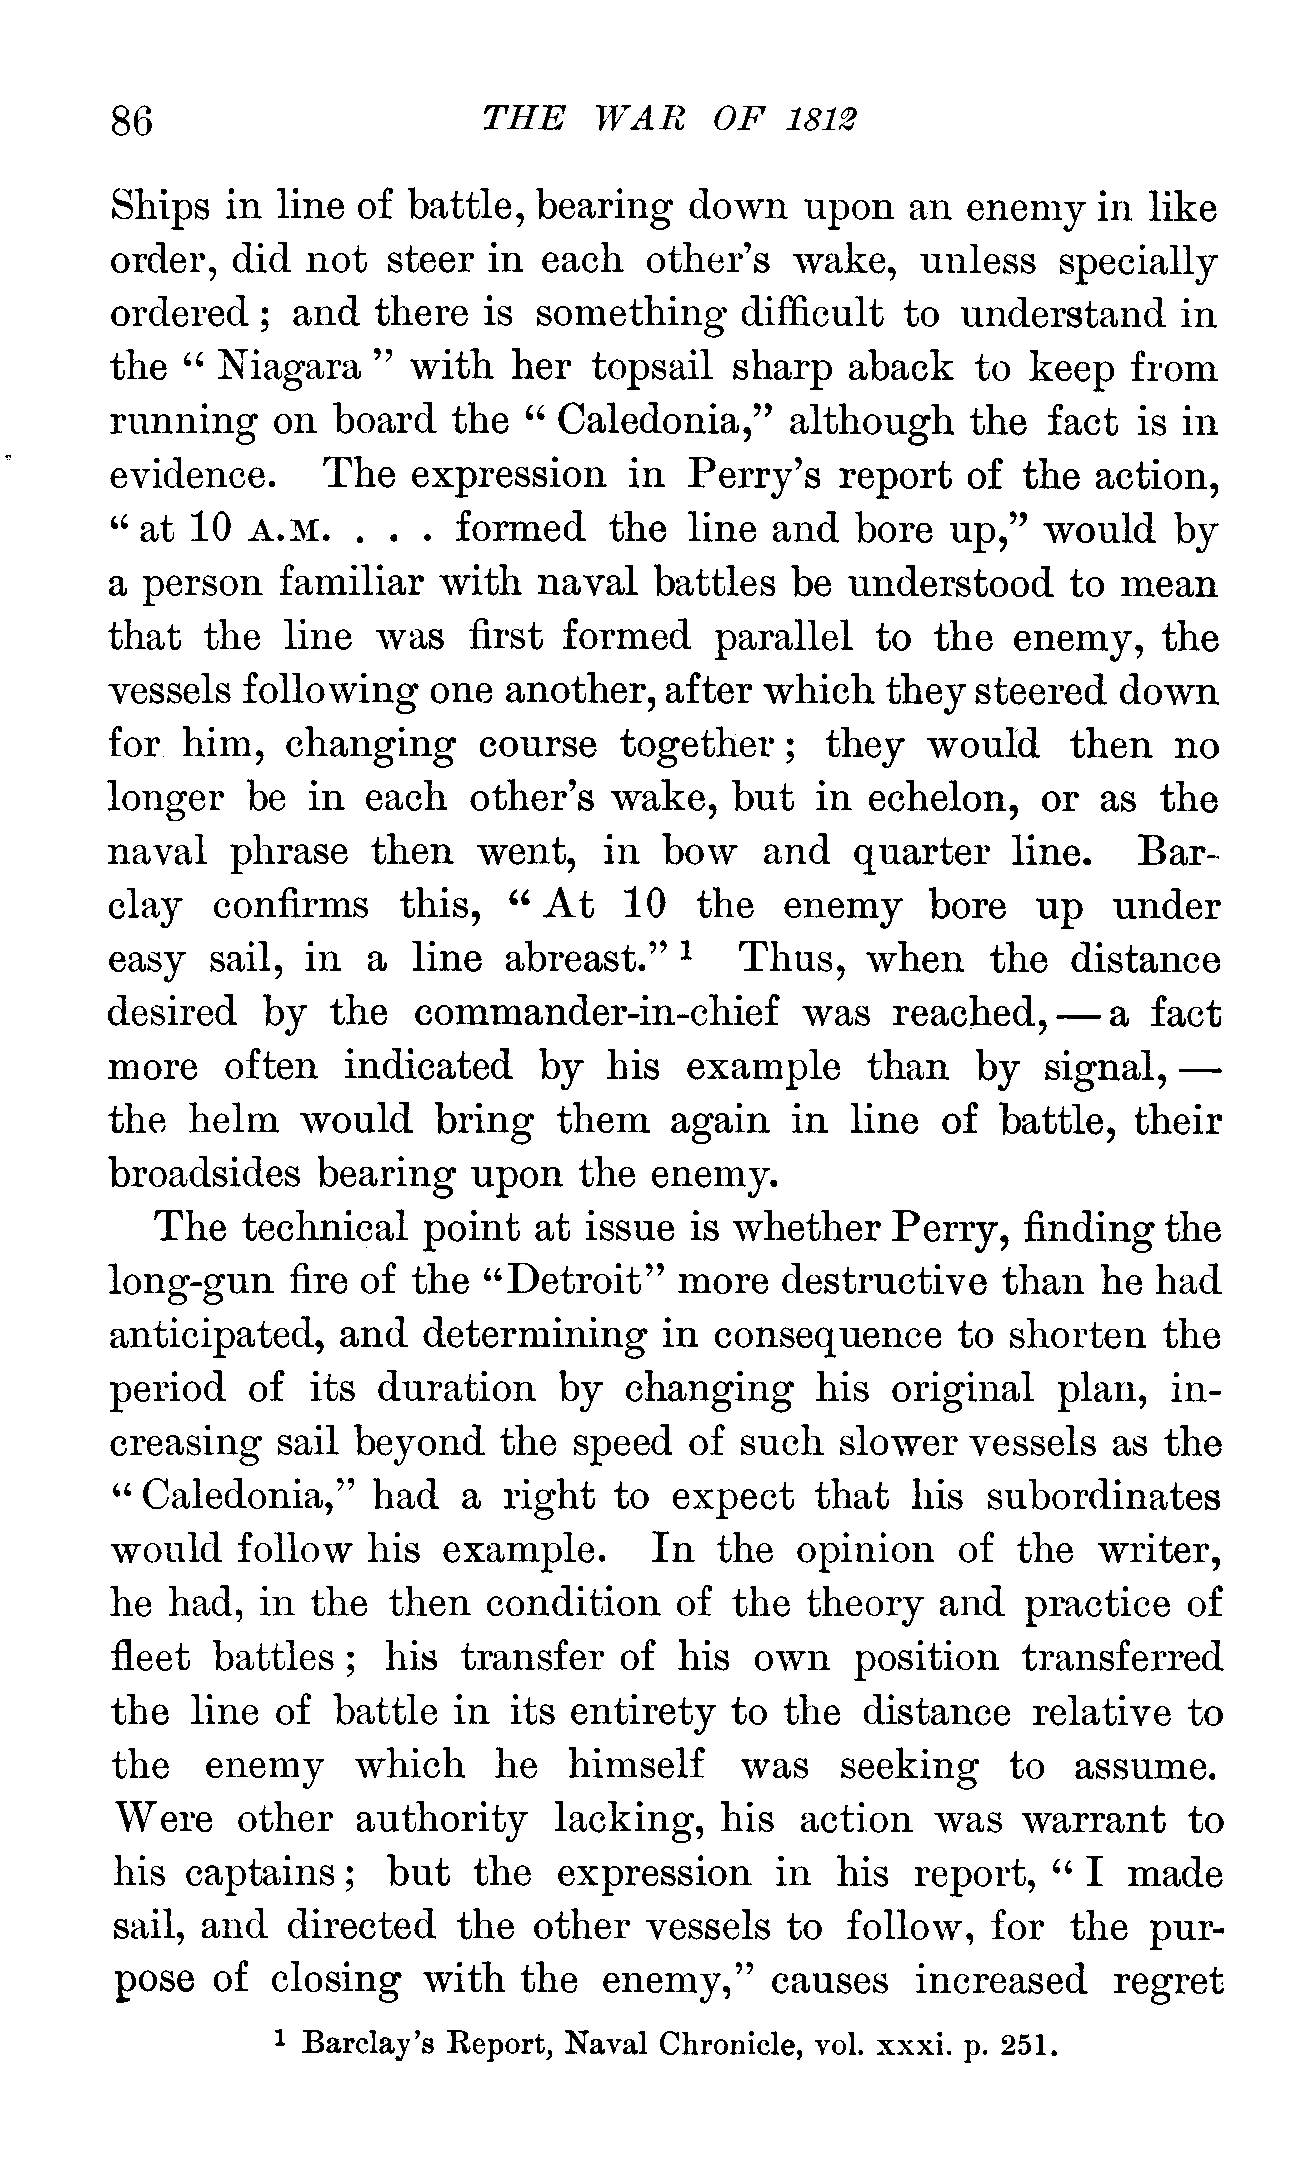 86 THE WAR OF 1812
Ships in line of battle, bearing down upon an enemy in like
order, did not steer in each other's wake, unless specially
ordered; and there is something difficult to understand in
the "Niagara" with her topsail sharp aback to keep from
running on board the "Caledonia," although the fact is in
evidence. The expression in Perry's report of the action,
"at 10 A.M. . . . formed the line and bore up," would by
a person familiar with naval battles be understood to mean
that the line was first formed parallel to the enemy, the
vessels following one another, after which they steered down
for him, changing course together; they would then no
longer be in each other's wake, but in echelon, or as the
naval phrase then went, in bow and quarter line. Bar-
clay confirms this, "At 10 the enemy bore up under
easy sail, in a line abreast." 1 Thus, when the distance
desired by the commander-in-chief was reached, — a fact
more often indicated by his example than by signal, —
the helm would bring them again in line of battle, their
broadsides bearing upon the enemy.
The technical point at issue is whether Perry, finding the
long-gun fire of the "Detroit" more destructive than he had
anticipated, and determining in consequence to shorten the
period of its duration by changing his original plan, in-
creasing sail beyond the speed of such slower vessels as the
"Caledonia," had a right to expect that his subordinates
would follow his example. In the opinion of the writer,
he had, in the then condition of the theory and practice of
fleet battles; his transfer of his own position transferred
the line of battle in its entirety to the distance relative to
the enemy which he himself was seeking to assume.
Were other authority lacking, his action was warrant to
his captains; but the expression in his report, "I made
sail, and directed the other vessels to follow, for the pur-
pose of closing with the enemy," causes increased regret
1 Barclay's Report, Naval Chronicle, vol. xxxi. p. 251.